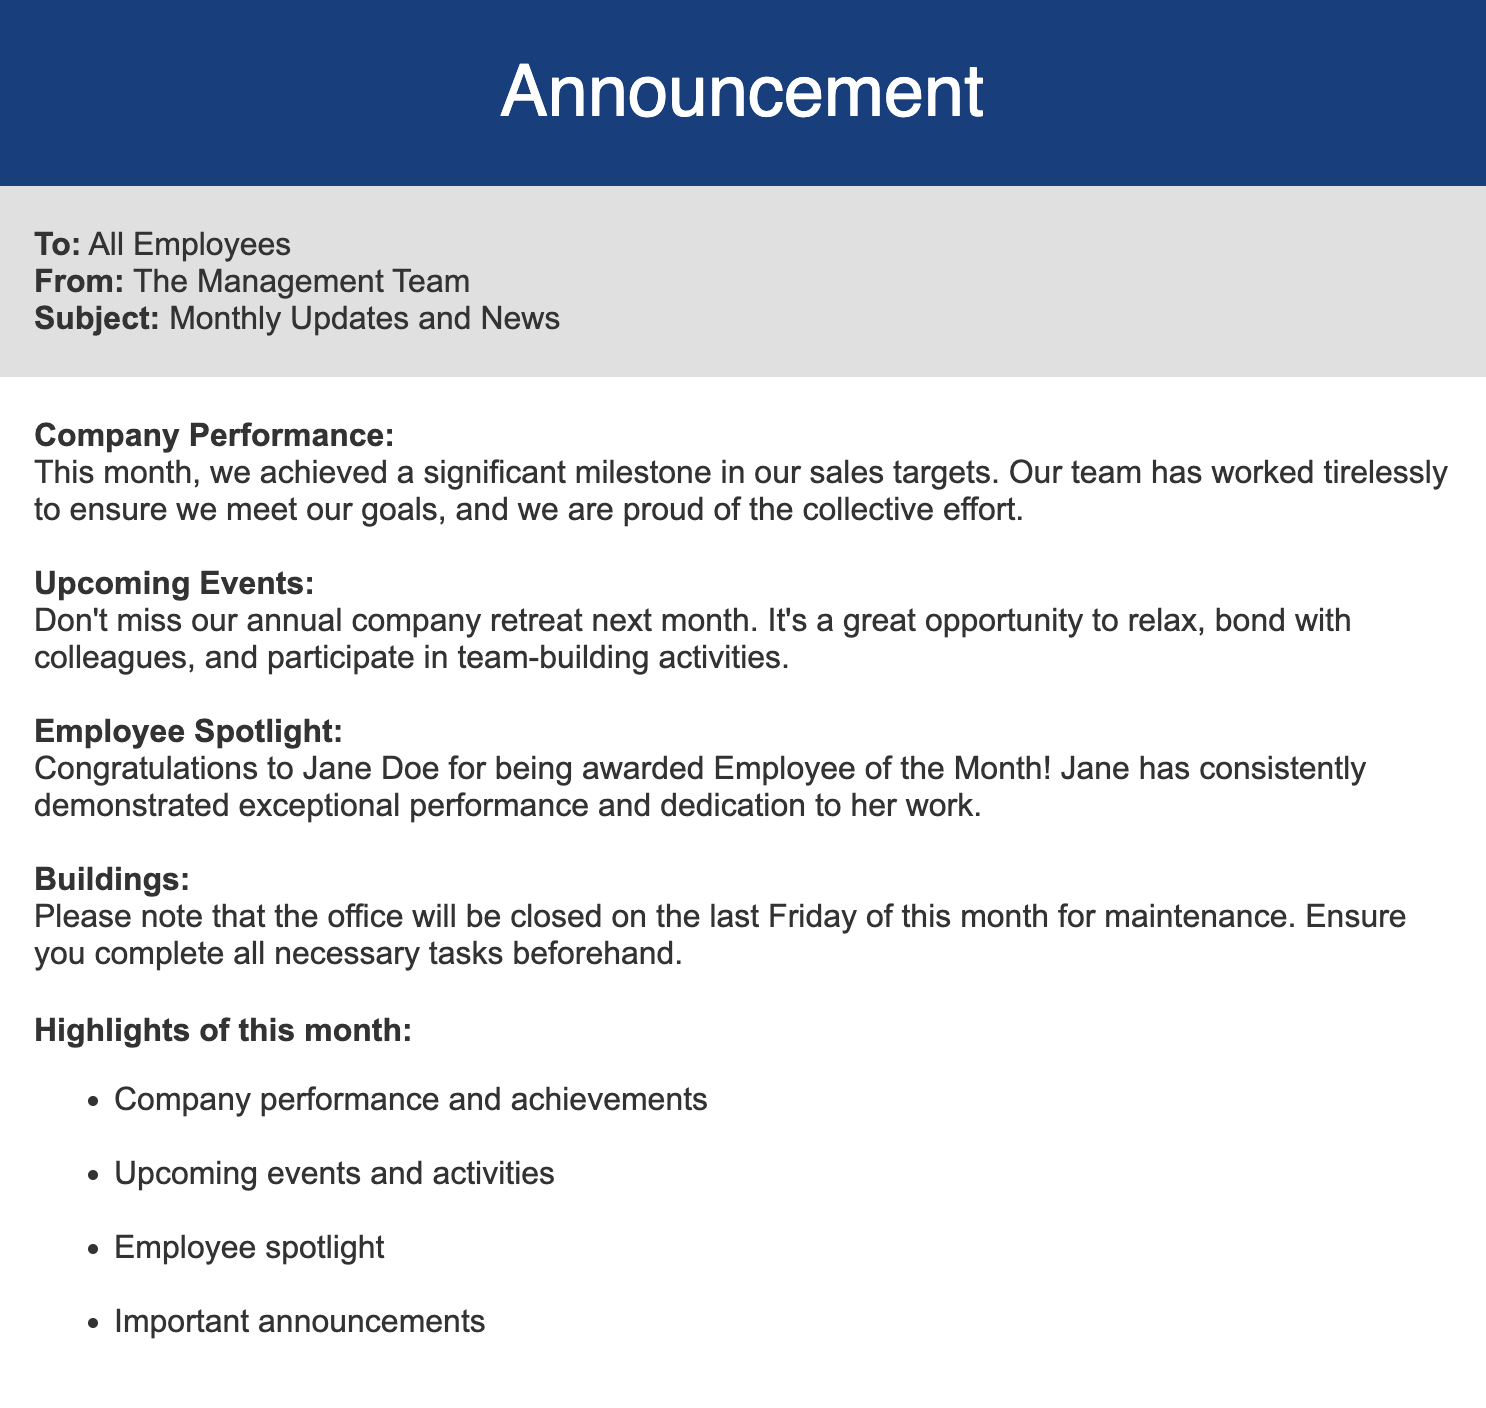 Announcement
To: All Employees
From: The Management Team
Subject: Monthly Updates and News
Company Performance:
This month, we achieved a significant milestone in our sales targets. Our team has worked tirelessly
to ensure we meet our goals, and we are proud of the collective effort.
Upcoming Events:
Don't miss our annual company retreat next month. It's a great opportunity to relax, bond with
colleagues, and participate in team-building activities.
Employee Spotlight:
Congratulations to Jane Doe for being awarded Employee of the Month! Jane has consistently
demonstrated exceptional performance and dedication to her work.
Buildings:
Please note that the office will be closed on the last Friday of this month for maintenance. Ensure
you complete all necessary tasks beforehand.
Highlights of this month:
• Company performance and achievements
• Upcoming events and activities
• Employee spotlight
• Important announcements